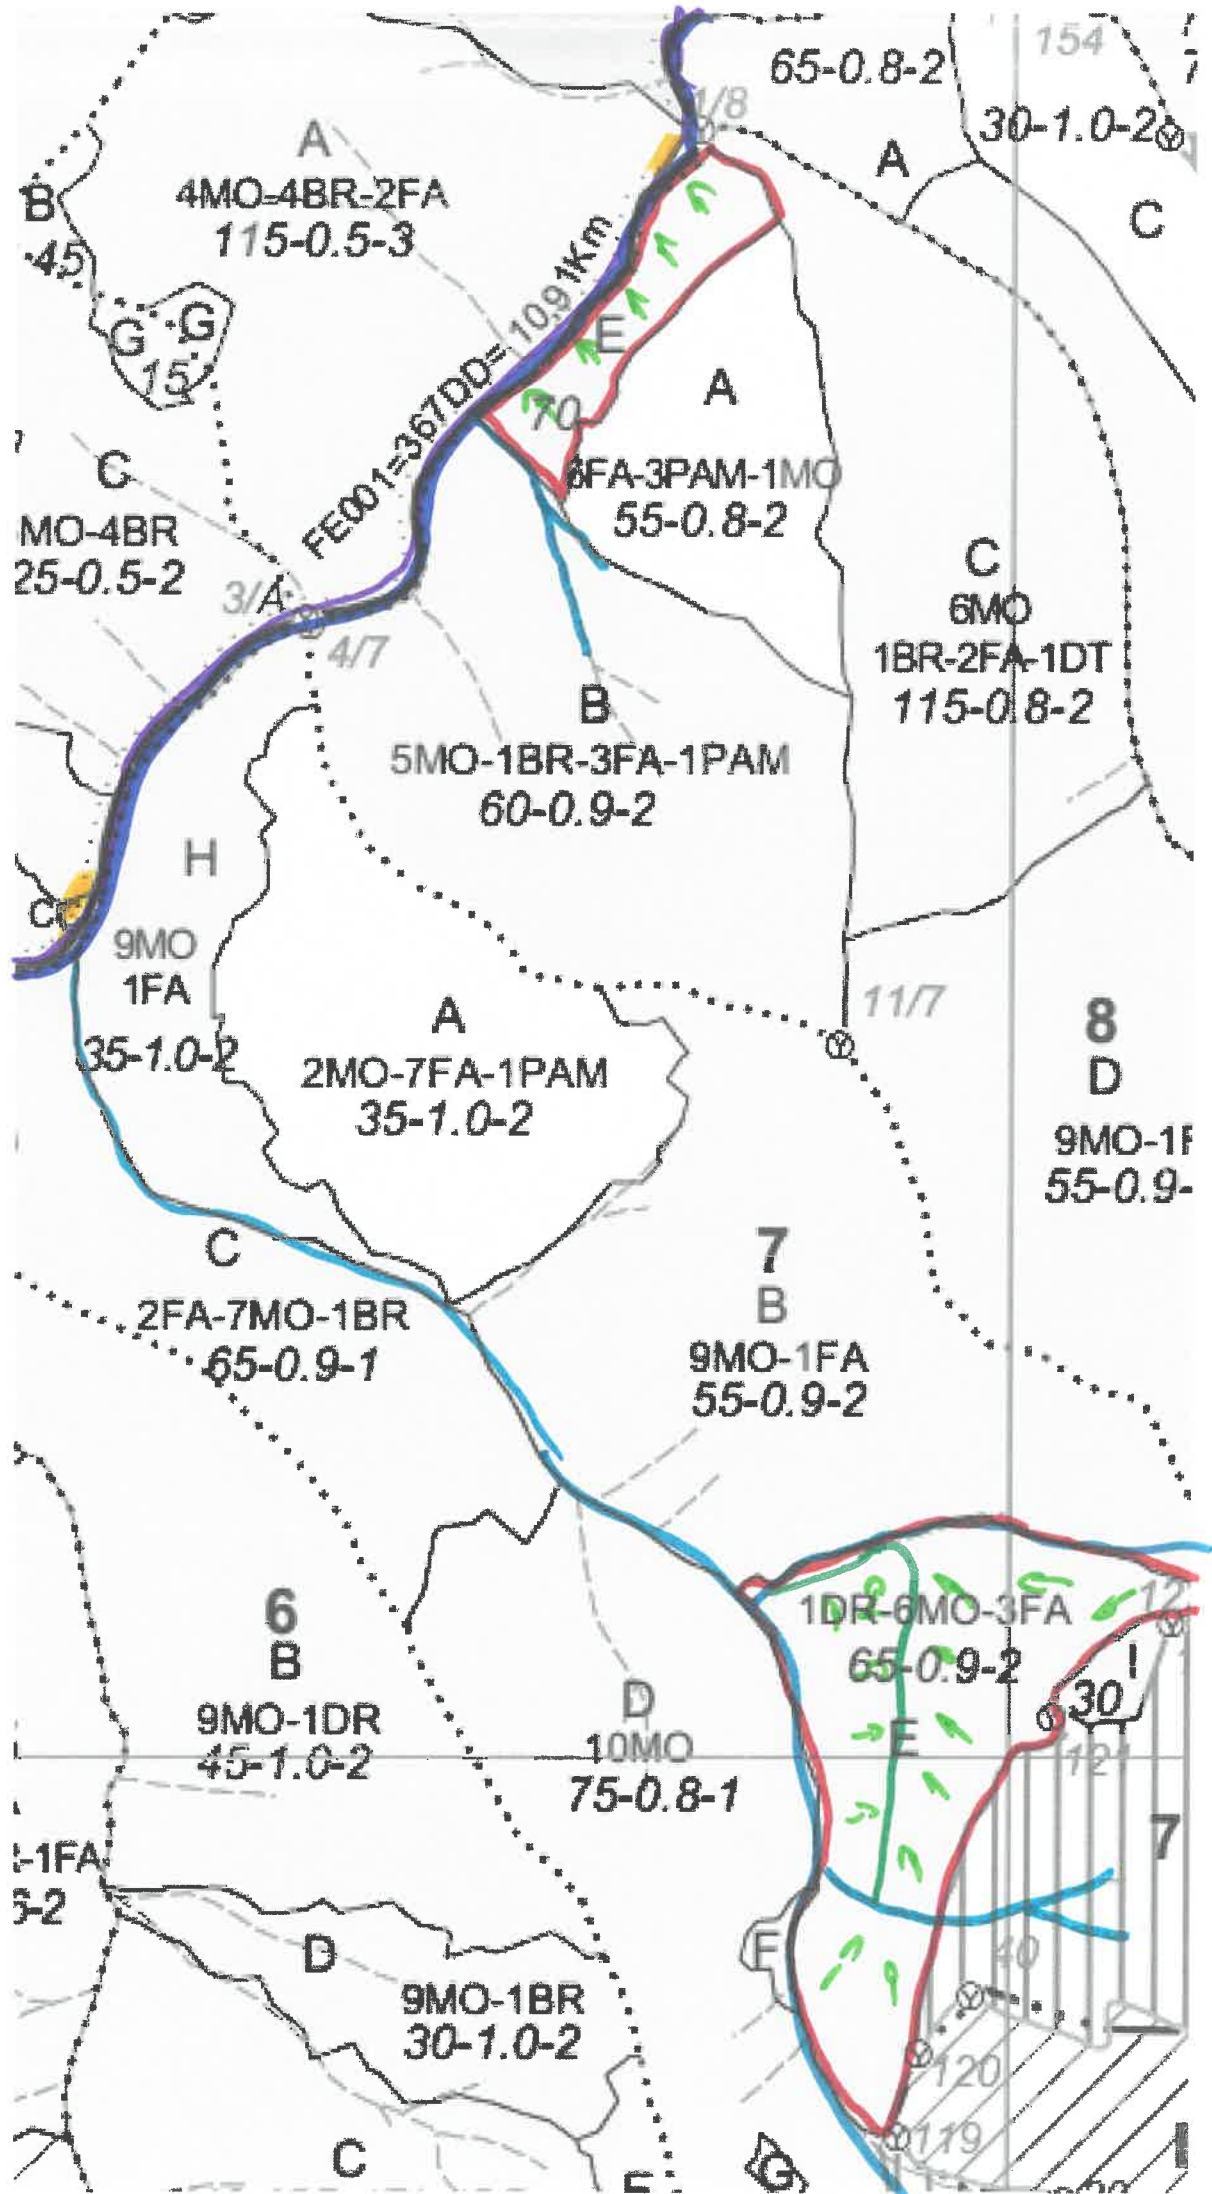 65-0.8-2
154
7
1/8
30-1.0-2
A
4MO-4BR-2FA
115-0.5-3
A
C
B
45
G
G
15
FE001=367DD= 10.91Km
E
70
A
C
MO-4BR
25-0.5-2
3/A
4/7
6FA-3PAM-1MO
55-0.8-2
C
6MO
1BR-2FA-1DT
115-0.8-2
B
5MO-1BR-3FA-1PAM
60-0.9-2
H
C
9MO
1FA
35-1.0-2
A
2MO-7FA-1PAM
35-1.0-2
11/7
8
D
9MO-1F
55-0.9-
C
2FA-7MO-1BR
65-0.9-1
7
B
9MO-1FA
55-0.9-2
6
B
9MO-1DR
45-1.0-2
D
10MO
75-0.8-1
1DR-6MO-3FA
65-0.9-2
E
12
I
30
121
7
-1FA
-2
D
9MO-1BR
30-1.0-2
F
40
120
119
C
G